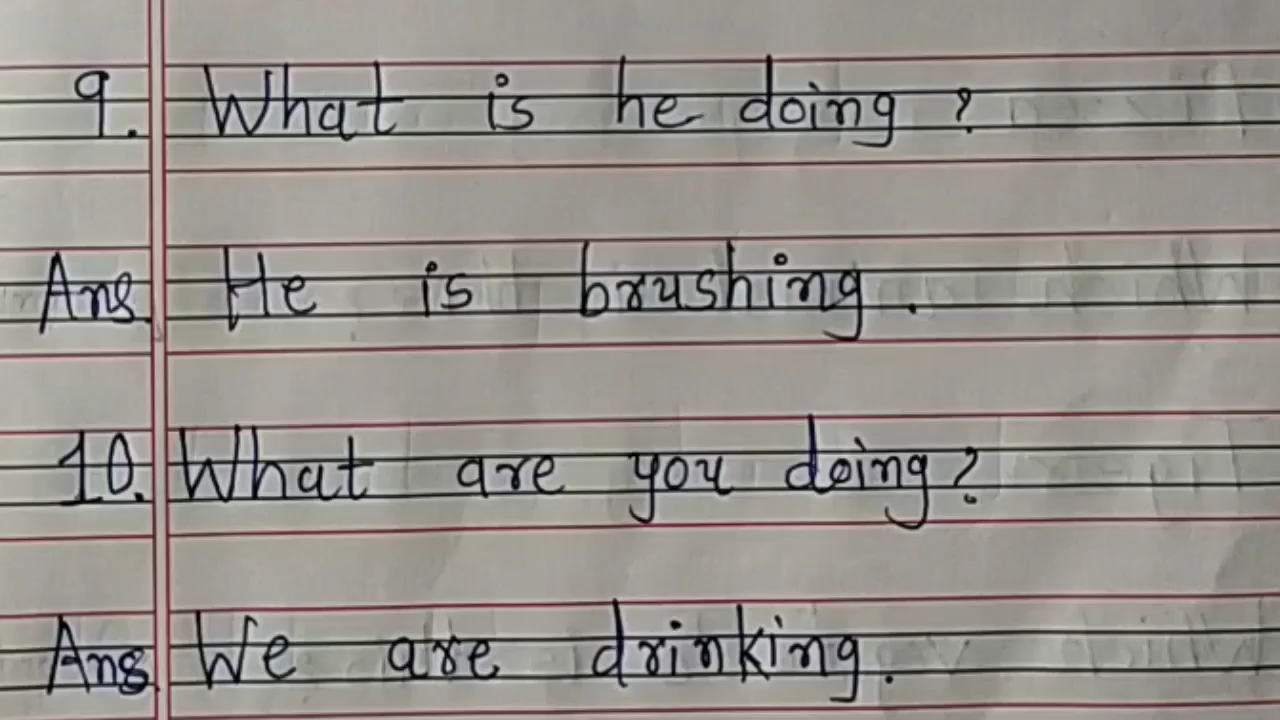 9. What is he doing ?
Ans He is brushing .
10. What are you doing?
Ans We are drinking.